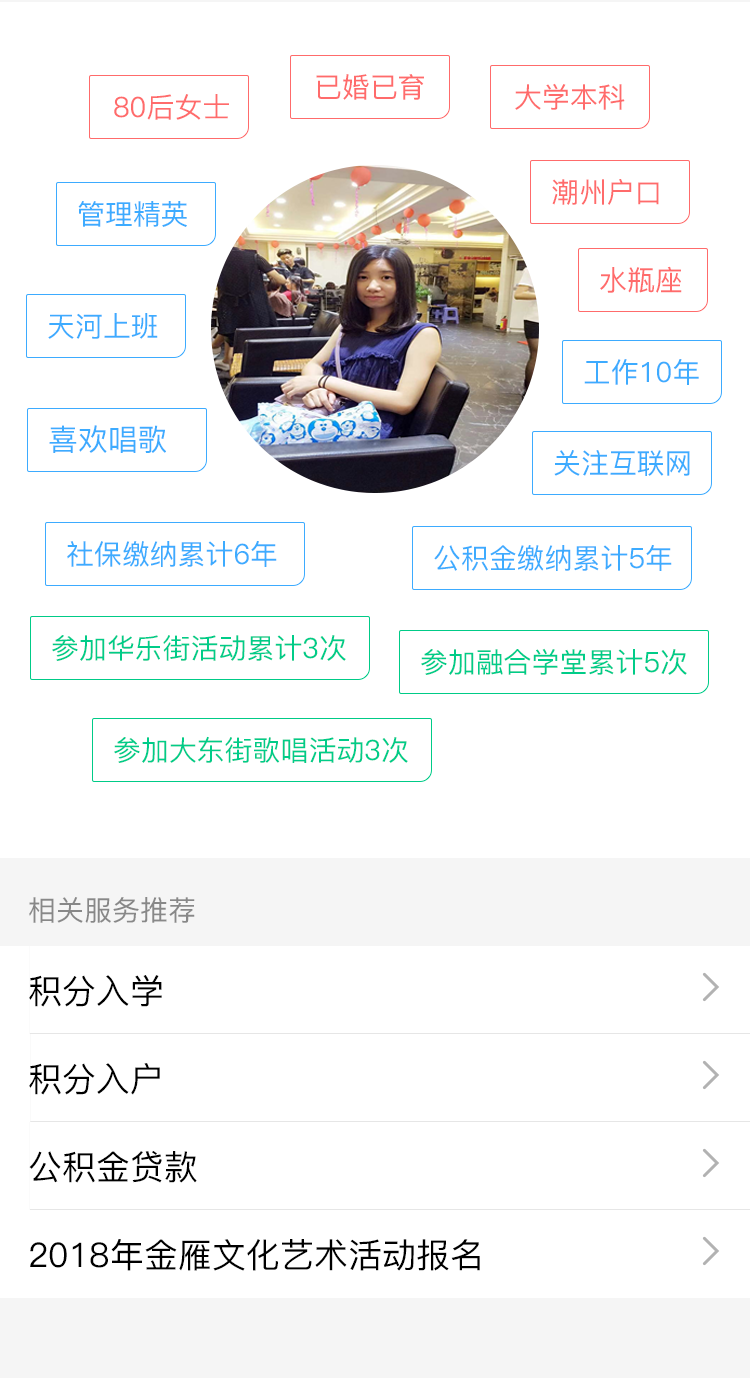 已婚已育
大学本科
80后女士
潮州户口
管理精英
水瓶座
天河上班
工作10年
喜欢唱歌
关注互联网
社保缴纳累计6年
公积金缴纳累计5年
参加华乐街活动累计3次
参加融合学堂累计5次
参加大东街歌唱活动3次
相关服务推荐
积分入学
积分入户
公积金贷款
2018年金雁文化艺术活动报名